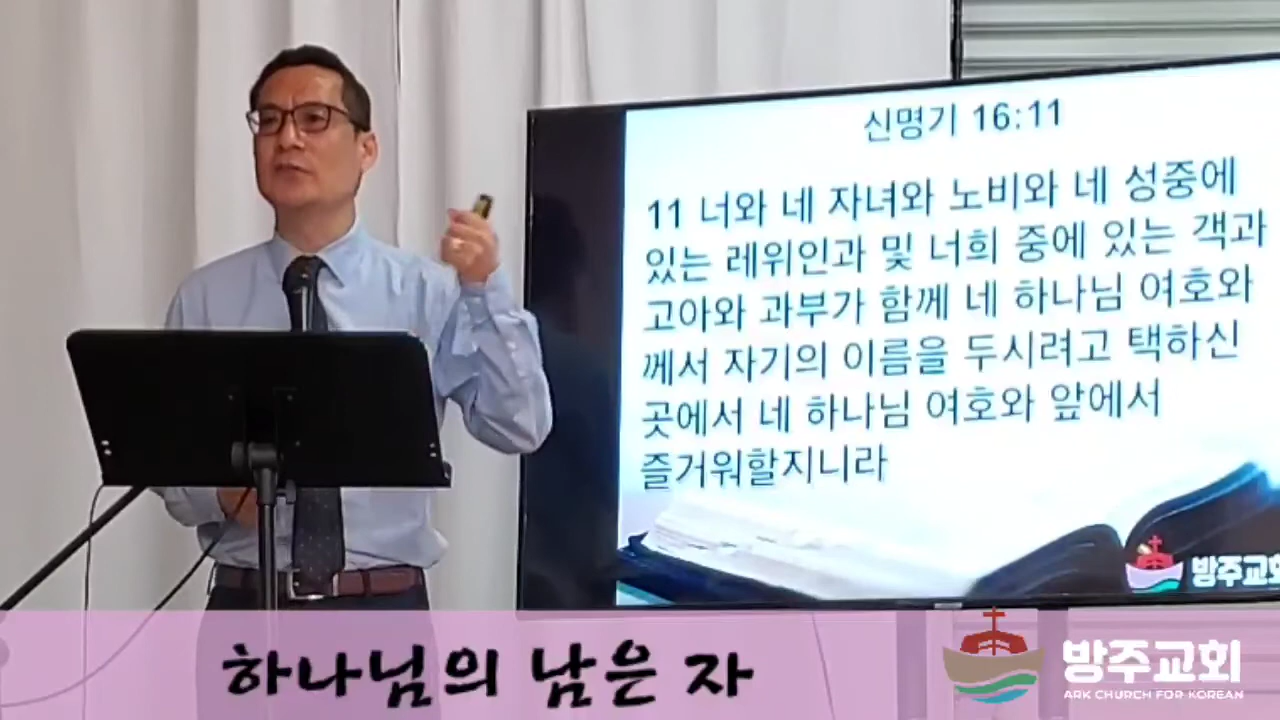 신명기 16:11
11 너와 네 자녀와 노비와 네 성중에
있는 레위인과 및 너희 중에 있는 객과
고아와 과부가 함께 네 하나님 여호와
께서 자기의 이름을 두시려고 택하신
곳에서 네 하나님 여호와 앞에서
즐거워할지니라
방주교회
하나님의 남은 자
방주교회
ARK CHURCH FOR KOREAN